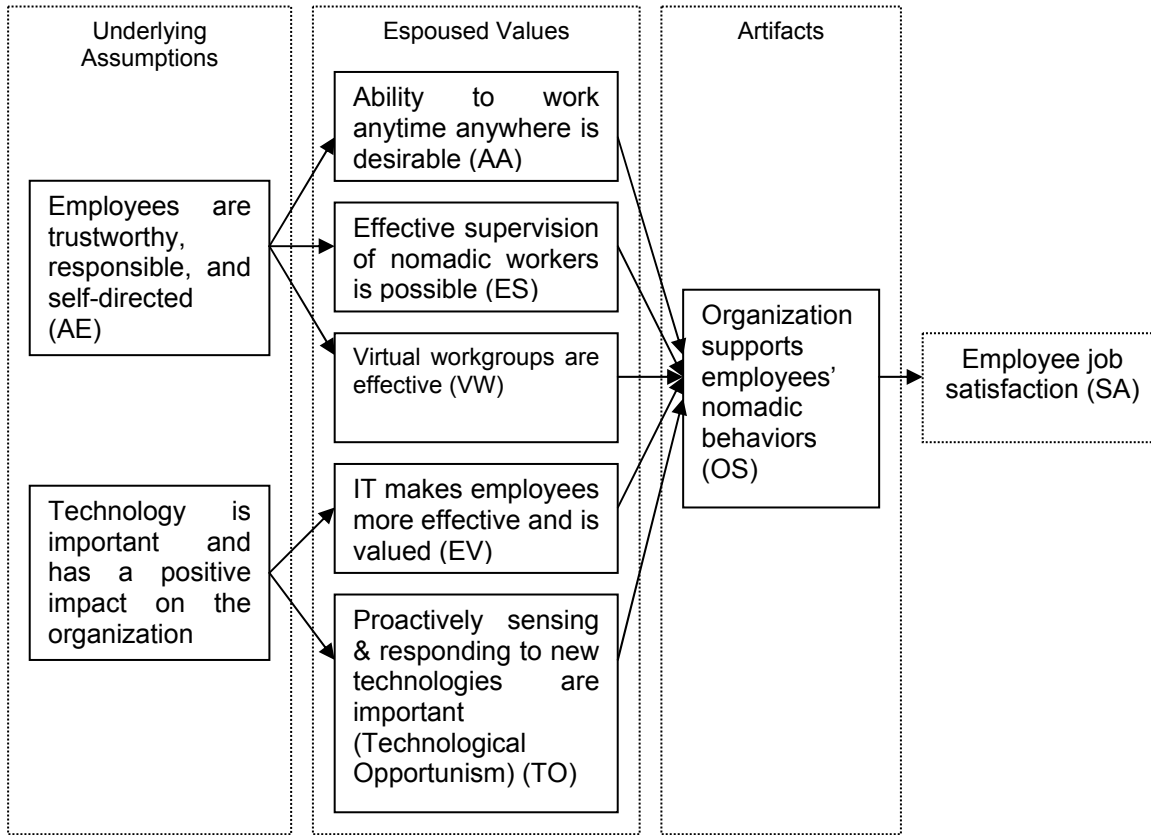 Underlying
Assumptions
Employees are
trustworthy,
responsible, and
self-directed
(AE)
Technology is
important and
has a positive
impact on the
organization
Espoused Values
Ability to work
anytime anywhere is
desirable (AA)
Effective supervision
of nomadic workers
is possible (ES)
Virtual workgroups are
effective (VW)
IT makes employees
more effective and is
valued (EV)
Proactively sensing
& responding to new
technologies are
important
(Technological
Opportunism) (TO)
Artifacts
Organization
supports
employees’
nomadic
behaviors
(OS)
Employee job
satisfaction (SA)